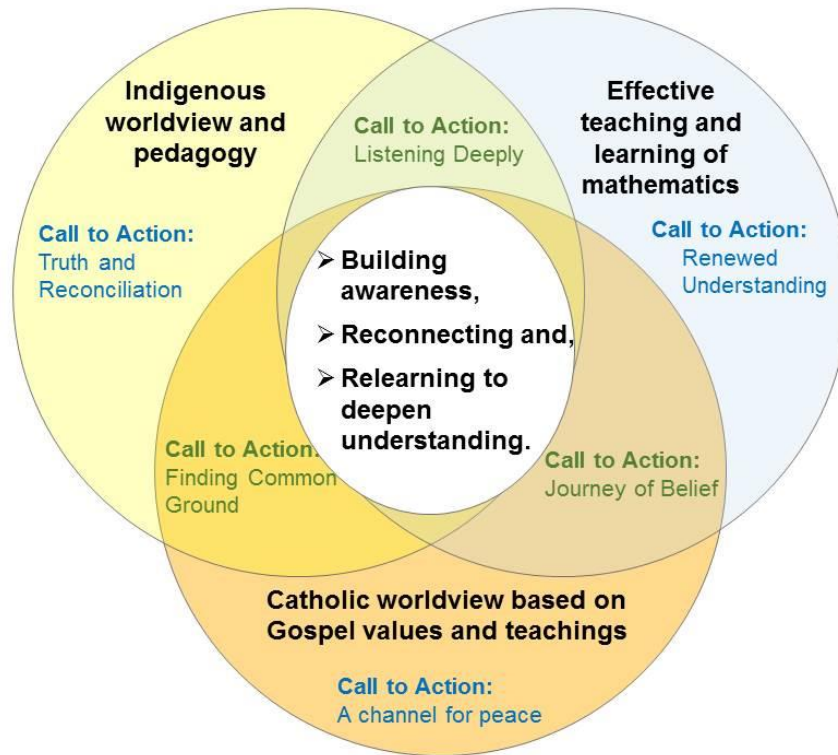 Indigenous
worldview and
pedagogy
Effective
teaching and
learning of
mathematics
Call to Action:
Listening Deeply
Call to Action:
Truth and
Reconciliation
Call to Action:
Renewed
Understanding
➢ Building
awareness,
➢ Reconnecting and,
➢ Relearning to
deepen
understanding.
Call to Action:
Finding Common
Ground
Call to Action:
Journey of Belief
Catholic worldview based on
Gospel values and teachings
Call to Action:
A channel for peace